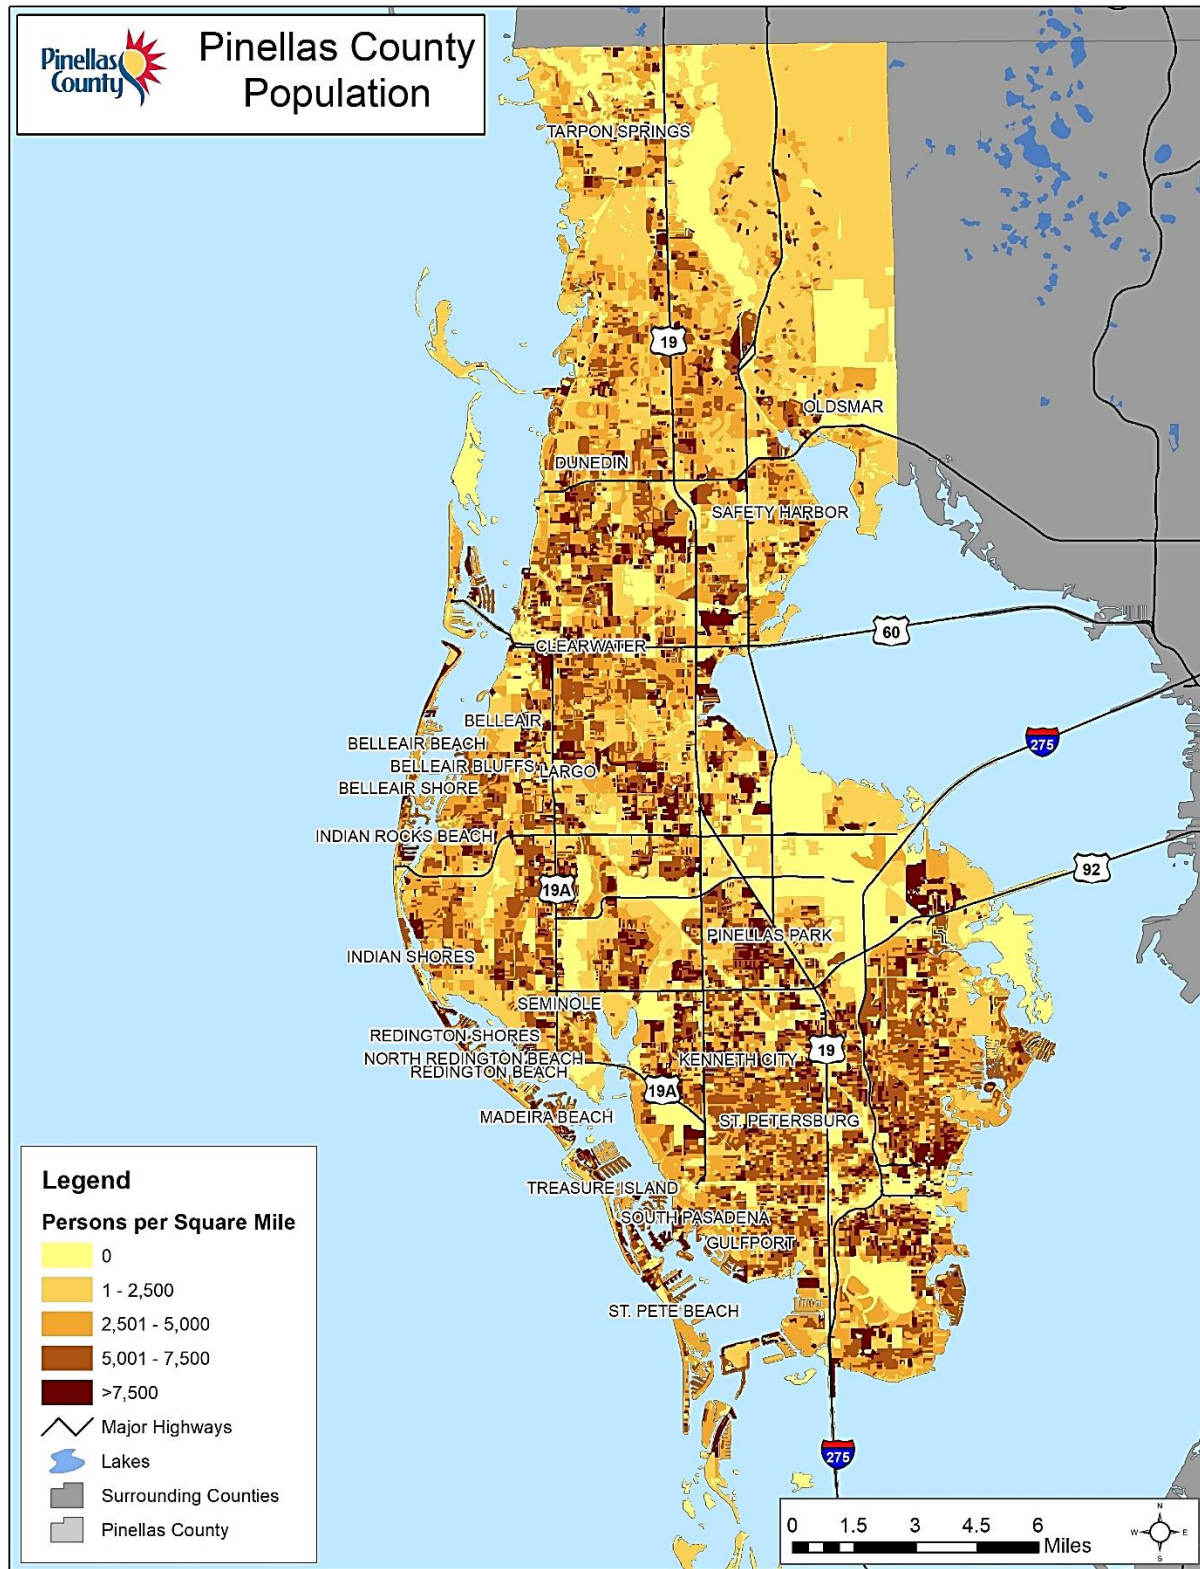 Pinellas
County
Pinellas County
Population
TARPON SPRINGS
19
OLDSMAR
DUNEDIN
SAFETY HARBOR
60
CLEARWATER
BELLEAIR
275
BELLEAIR BEACH
BELLEAIR BLUFFS
LARGO
BELLEAIR SHORE
INDIAN ROCKS BEACH
92
19A
PINELLAS PARK
INDIAN SHORES
SEMINOLE
REDINGTON SHORES
19
NORTH REDINGTON BEACH
KENNETH CITY
REDINGTON BEACH
19A
MADEIRA BEACH
ST. PETERSBURG
TREASURE ISLAND
SOUTH PASADENA
GULFPORT
ST. PETE BEACH
275
Legend
Persons per Square Mile
0
1 - 2,500
2,501 - 5,000
5,001 - 7,500
>7,500
Major Highways
Lakes
Surrounding Counties
Pinellas County
0 1.5 3 4.5 6
Miles
N
W E
S